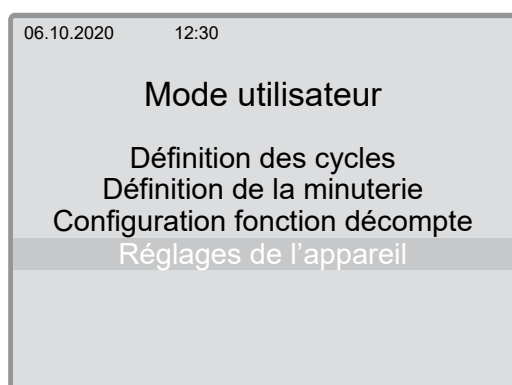 06.10.2020 12:30
Mode utilisateur
Définition des cycles
Définition de la minuterie
Configuration fonction décompte
Réglages de l’appareil